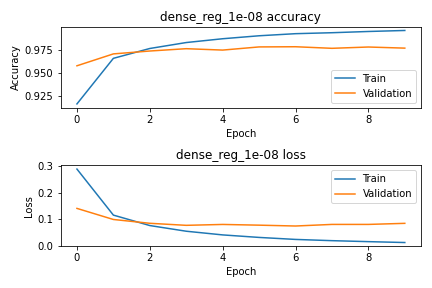 dense_reg_1e-08 accuracy
Accuracy
0.975
0.950
0.925
Train
Validation
0 2 4 6 8
Epoch
dense_reg_1e-08 loss
Loss
0.3
0.2
0.1
0.0
Train
Validation
0 2 4 6 8
Epoch